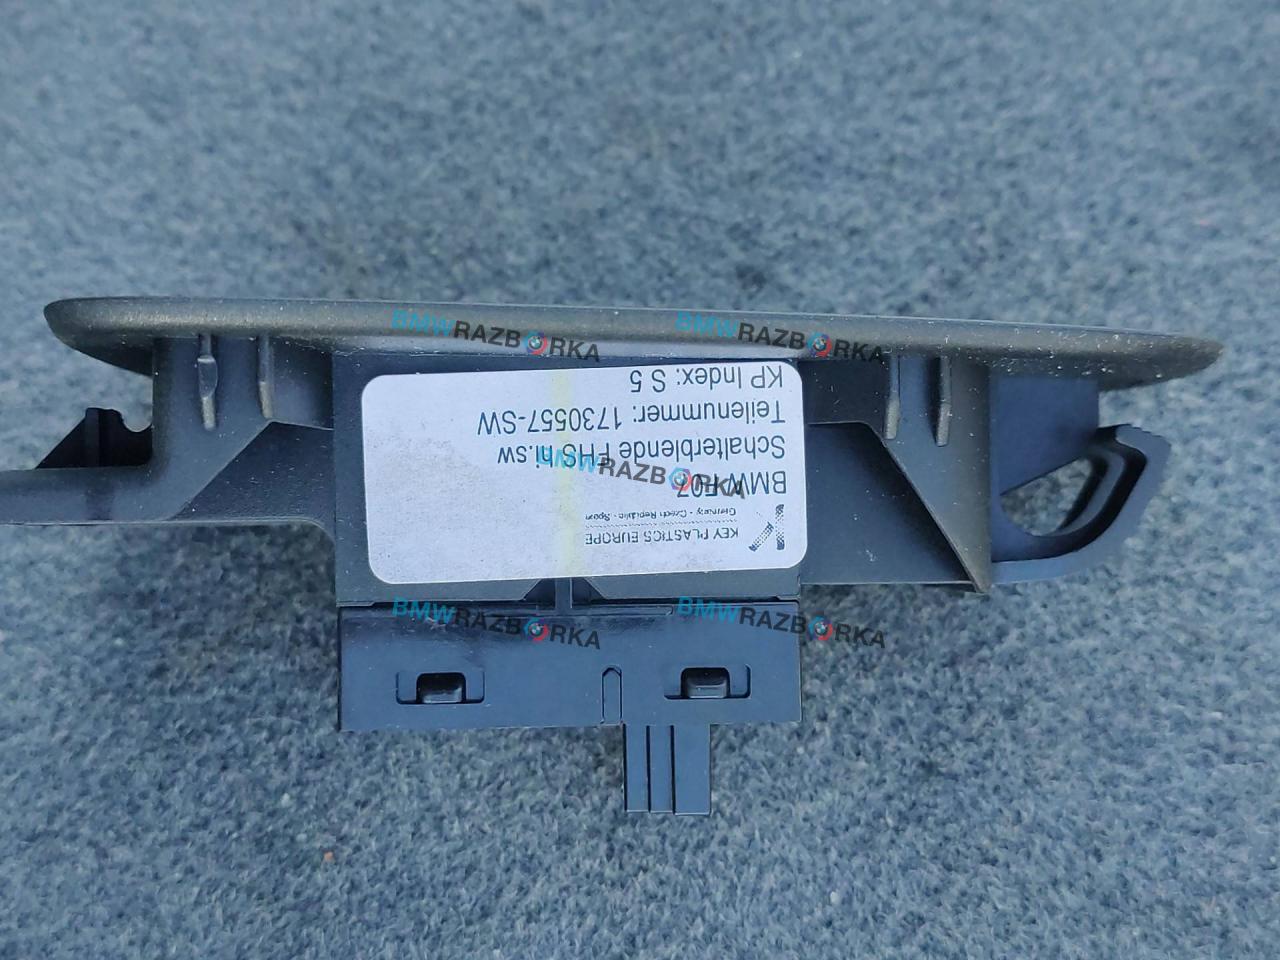 KEY PLASTICS EUROPE
Germany - Czech Republic - Spain
BMW F07
Schalterblende FHS hi.sw
Teilenummer: 1730557-SW
KP Index: S 5
BMWRAZBORKA
BMWRAZBORKA
BMWRAZBORKA
BMWRAZBORKA
BMWRAZBORKA